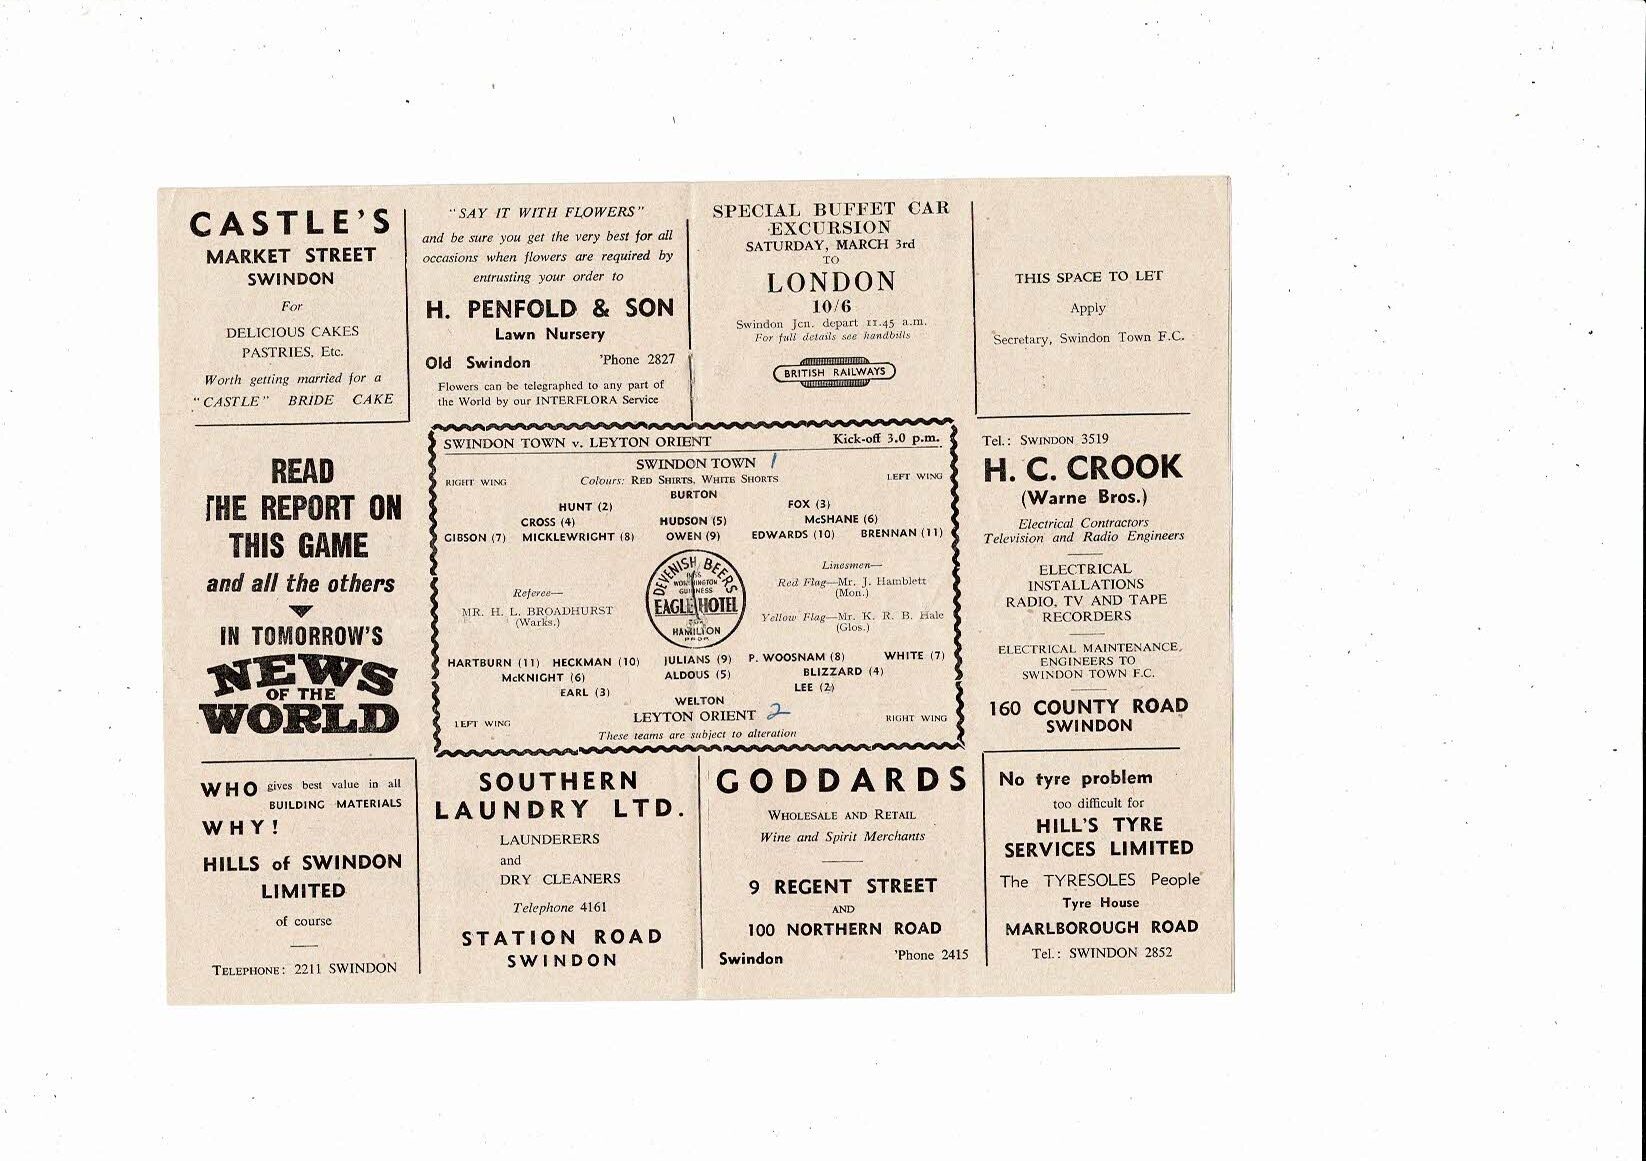 CASTLE'S
MARKET STREET
SWINDON
For
DELICIOUS CAKES
PASTRIES, Etc.
Worth getting married for a
"CASTLE" BRIDE CAKE
"SAY IT WITH FLOWERS"
and be sure you get the very best for all
occasions when flowers are required by
entrusting your order to
H. PENFOLD & SON
Lawn Nursery
Old Swindon 'Phone 2827
Flowers can be telegraphed to any part of
the World by our INTERFLORA Service
SPECIAL BUFFET CAR
EXCURSION
SATURDAY, MARCH 3rd
TO
LONDON
10/6
Swindon Jcn. depart 11.45 a.m.
For full details see handbills
BRITISH RAILWAYS
THIS SPACE TO LET
Apply
Secretary, Swindon Town F.C.
READ
THE REPORT ON
THIS GAME
and all the others
IN TOMORROW'S
NEWS
OF THE
WORLD
SWINDON TOWN v. LEYTON ORIENT Kick-off 3.0 p.m.
SWINDON TOWN 1
RIGHT WING Colours: RED SHIRTS, WHITE SHORTS LEFT WING
BURTON
HUNT (2) FOX (3)
CROSS (4) HUDSON (5) McSHANE (6)
GIBSON (7) MICKLEWRIGHT (8) OWEN (9) EDWARDS (10) BRENNAN (11)
Referee—
MR. H. L. BROADHURST
(Warks.)
DEVENISH BEERS
BASS
WORTHINGTON
GUINNESS
EAGLE HOTEL
HAMILTON
PROP.
Linesmen—
Red Flag—Mr. J. Hamblett
(Mon.)
Yellow Flag—Mr. K. R. B. Hale
(Glos.)
HARTBURN (11) HECKMAN (10) JULIANS (9) P. WOOSNAM (8) WHITE (7)
McKNIGHT (6) ALDOUS (5) BLIZZARD (4)
EARL (3) LEE (2)
WELTON
LEFT WING LEYTON ORIENT 2 RIGHT WING
These teams are subject to alteration
Tel.: SWINDON 3519
H. C. CROOK
(Warne Bros.)
Electrical Contractors
Television and Radio Engineers
ELECTRICAL
INSTALLATIONS
RADIO, TV AND TAPE
RECORDERS
ELECTRICAL MAINTENANCE,
ENGINEERS TO
SWINDON TOWN F.C.
160 COUNTY ROAD
SWINDON
WHO gives best value in all
BUILDING MATERIALS
WHY!
HILLS of SWINDON
LIMITED
of course
TELEPHONE: 2211 SWINDON
SOUTHERN
LAUNDRY LTD.
LAUNDERERS
and
DRY CLEANERS
Telephone 4161
STATION ROAD
SWINDON
GODDARDS
WHOLESALE AND RETAIL
Wine and Spirit Merchants
9 REGENT STREET
AND
100 NORTHERN ROAD
Swindon 'Phone 2415
No tyre problem
too difficult for
HILL'S TYRE
SERVICES LIMITED
The TYRESOLES People
Tyre House
MARLBOROUGH ROAD
Tel.: SWINDON 2852